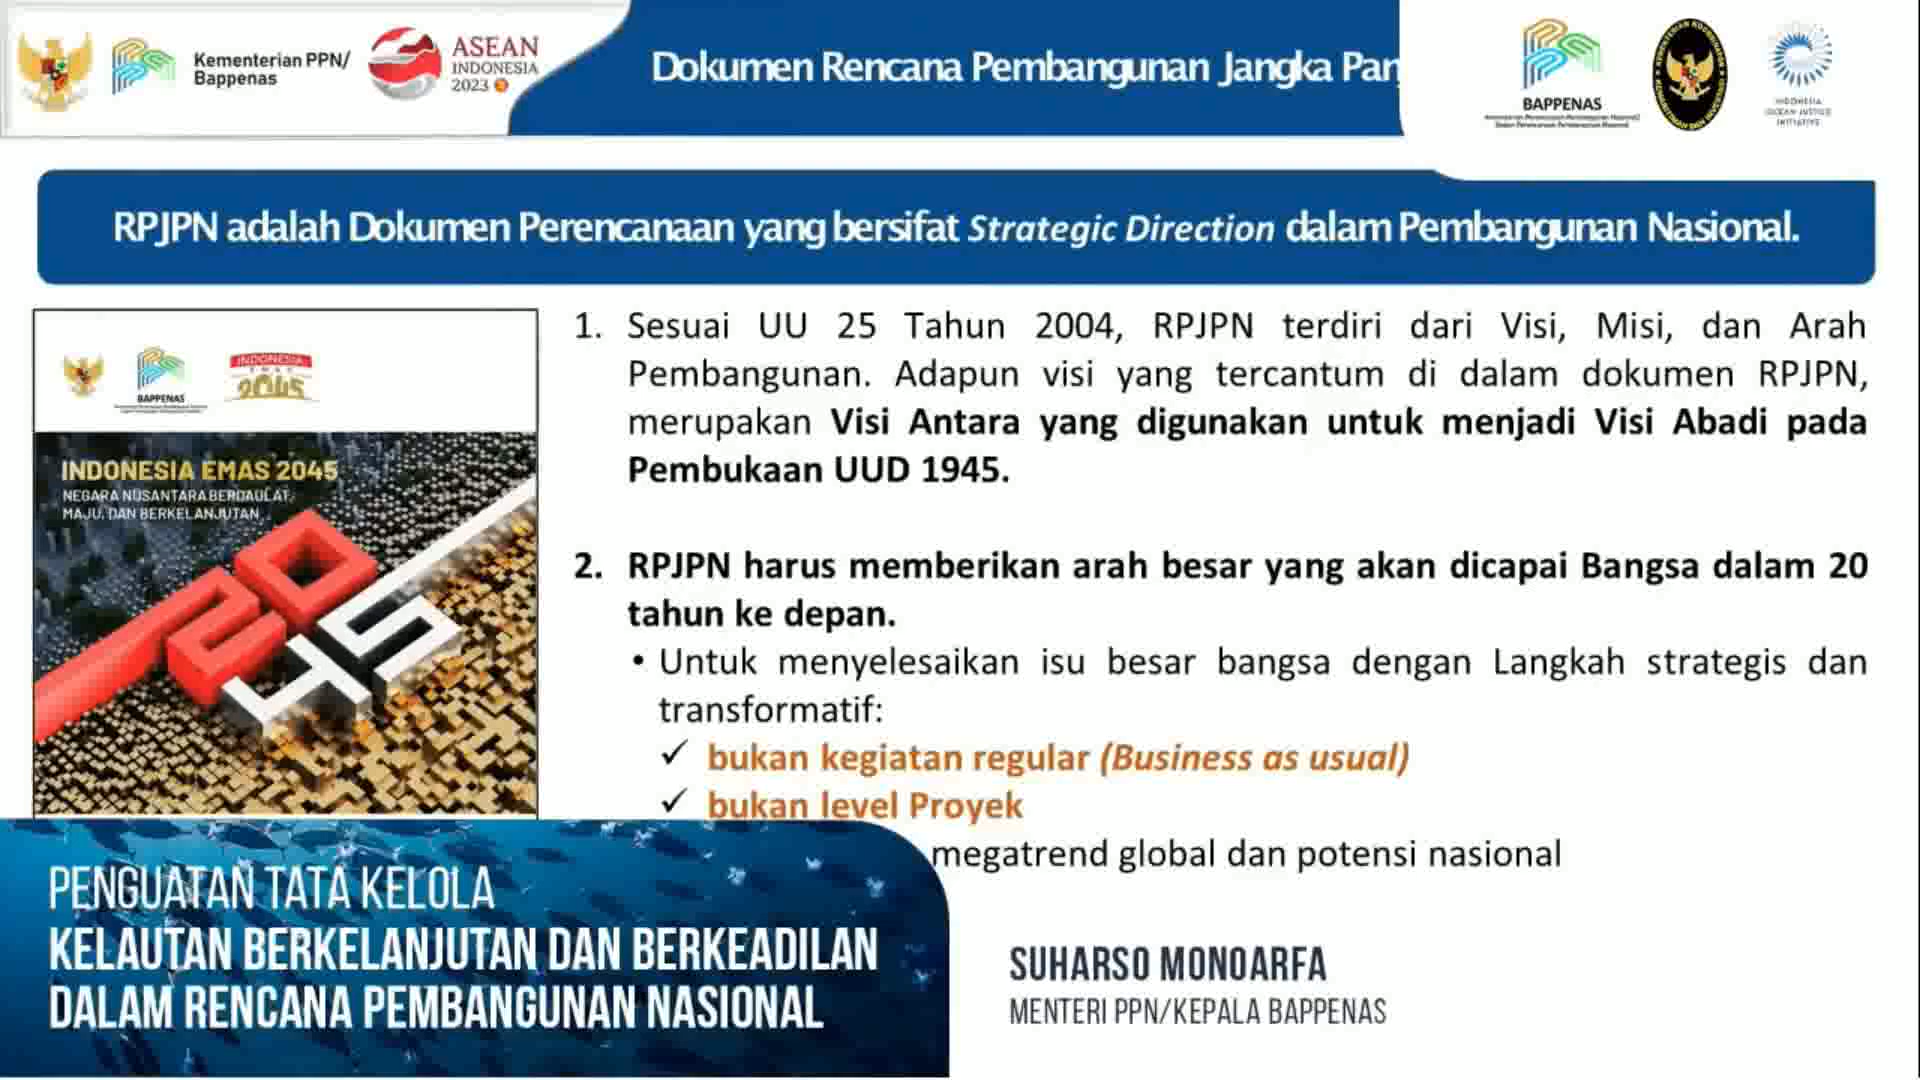 Kementerian PPN/
Bappenas
ASEAN
INDONESIA
2023
Dokumen Rencana Pembangunan Jangka Pan
BAPPENAS
INDONESIA
OCEAN JUSTICE
INITIATIVE
RPJPN adalah Dokumen Perencanaan yang bersifat Strategic Direction dalam Pembangunan Nasional.
BAPPENAS
INDONESIA
EMAS
2045
INDONESIA EMAS 2045
NEGARA NUSANTARA BERDAULAT,
MAJU, DAN BERKELANJUTAN
2045
1. Sesuai UU 25 Tahun 2004, RPJPN terdiri dari Visi, Misi, dan Arah
Pembangunan. Adapun visi yang tercantum di dalam dokumen RPJPN,
merupakan Visi Antara yang digunakan untuk menjadi Visi Abadi pada
Pembukaan UUD 1945.
2. RPJPN harus memberikan arah besar yang akan dicapai Bangsa dalam 20
tahun ke depan.
• Untuk menyelesaikan isu besar bangsa dengan Langkah strategis dan
transformatif:
✓ bukan kegiatan regular (Business as usual)
✓ bukan level Proyek
megatrend global dan potensi nasional
PENGUATAN TATA KELOLA
KELAUTAN BERKELANJUTAN DAN BERKEADILAN
DALAM RENCANA PEMBANGUNAN NASIONAL
SUHARSO MONOARFA
MENTERI PPN/KEPALA BAPPENAS